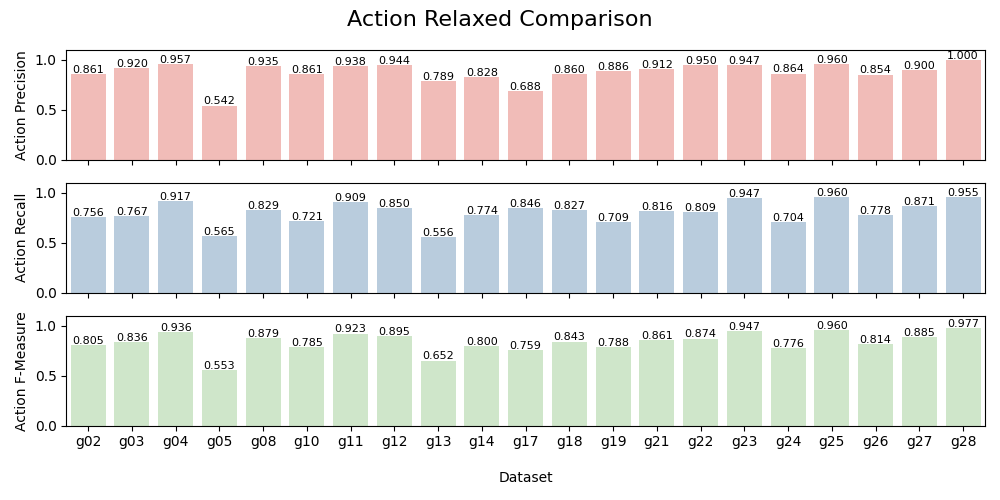 Action Relaxed Comparison
Action Precision
1.0
0.5
0.0
0.861 0.920 0.957 0.542 0.935 0.861 0.938 0.944 0.789 0.828 0.688 0.860 0.886 0.912 0.950 0.947 0.864 0.960 0.854 0.900 1.000
Action Recall
1.0
0.5
0.0
0.756 0.767 0.917 0.565 0.829 0.721 0.909 0.850 0.556 0.774 0.846 0.827 0.709 0.816 0.809 0.947 0.704 0.960 0.778 0.871 0.955
Action F-Measure
1.0
0.5
0.0
0.805 0.836 0.936 0.553 0.879 0.785 0.923 0.895 0.652 0.800 0.759 0.843 0.788 0.861 0.874 0.947 0.776 0.960 0.814 0.885 0.977
g02 g03 g04 g05 g08 g10 g11 g12 g13 g14 g17 g18 g19 g21 g22 g23 g24 g25 g26 g27 g28
Dataset